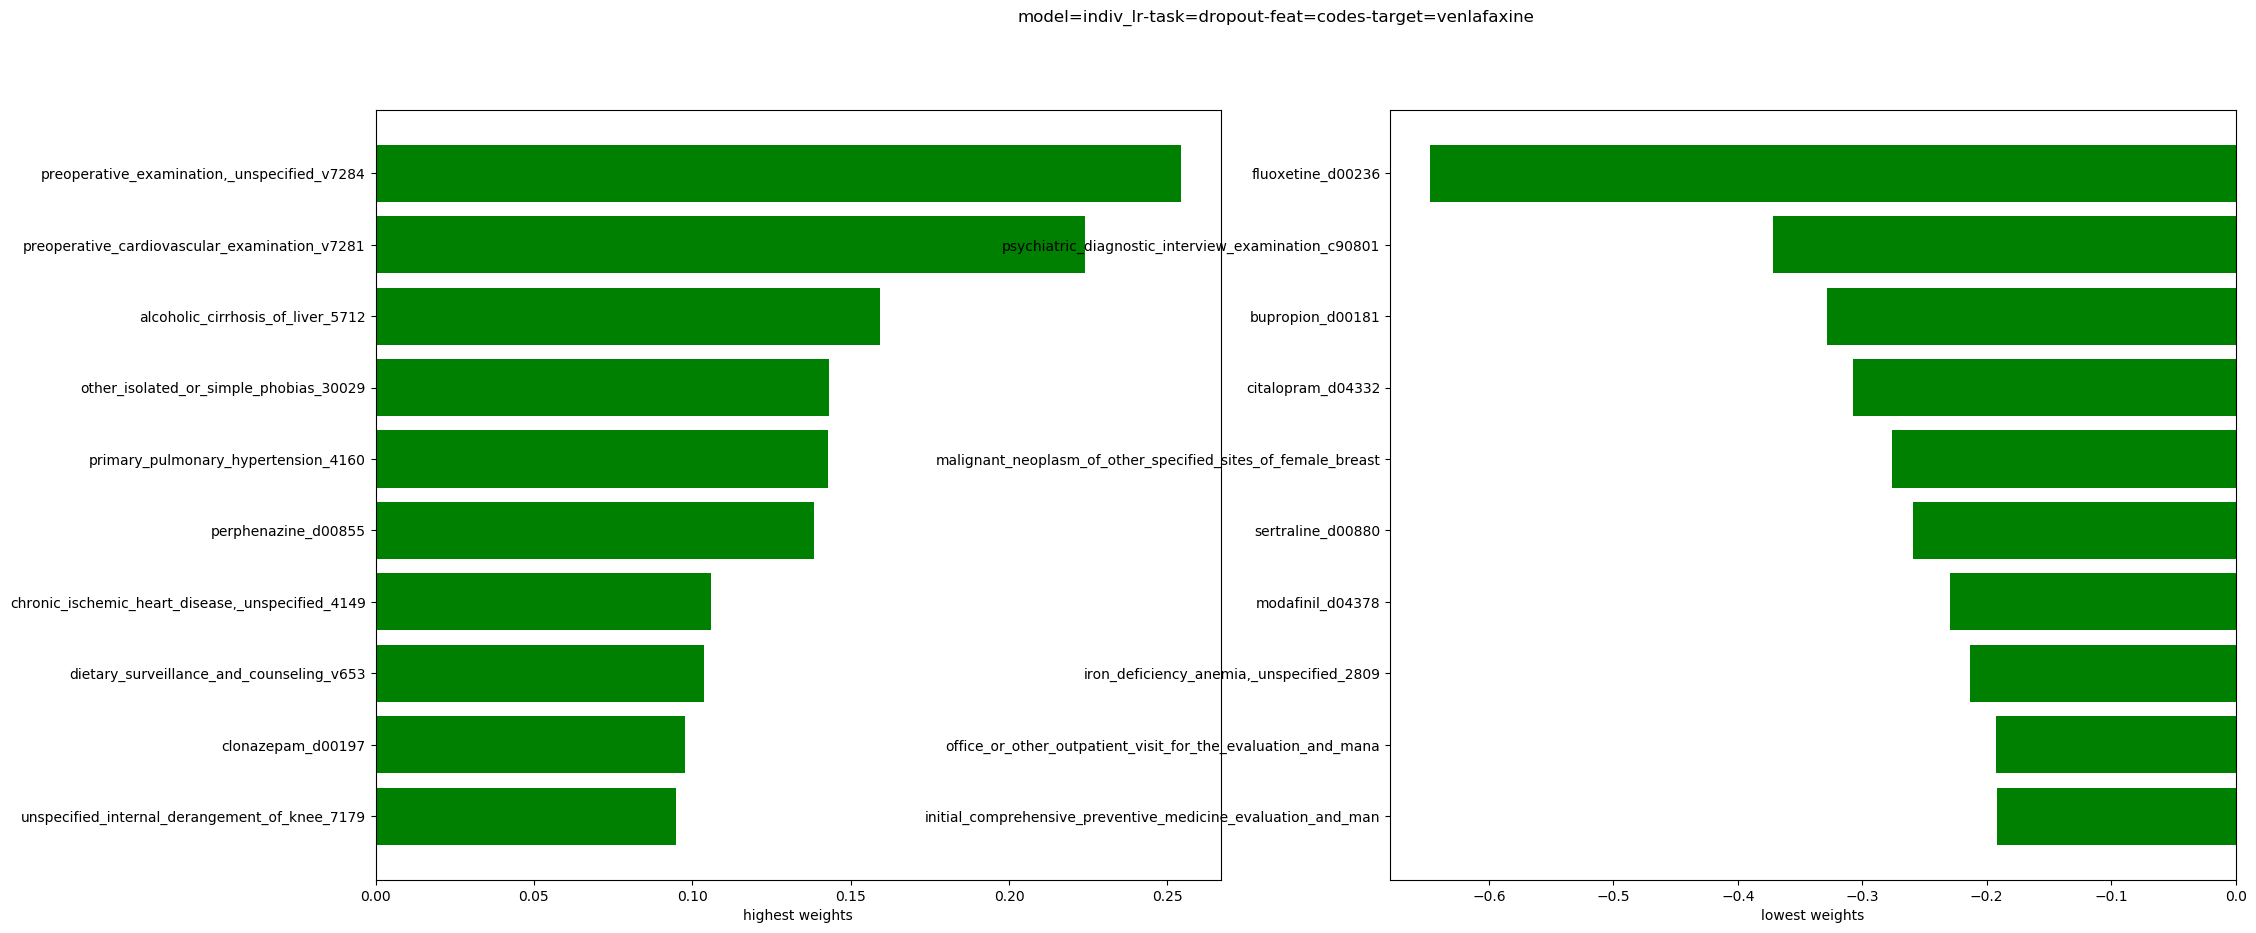 model=indiv_lr-task=dropout-feat=codes-target=venlafaxine
preoperative_examination,_unspecified_v7284
preoperative_cardiovascular_examination_v7281
alcoholic_cirrhosis_of_liver_5712
other_isolated_or_simple_phobias_30029
primary_pulmonary_hypertension_4160
perphenazine_d00855
chronic_ischemic_heart_disease,_unspecified_4149
dietary_surveillance_and_counseling_v653
clonazepam_d00197
unspecified_internal_derangement_of_knee_7179
0.00 0.05 0.10 0.15 0.20 0.25
highest weights
fluoxetine_d00236
psychiatric_diagnostic_interview_examination_c90801
bupropion_d00181
citalopram_d04332
malignant_neoplasm_of_other_specified_sites_of_female_breast
sertraline_d00880
modafinil_d04378
iron_deficiency_anemia,_unspecified_2809
office_or_other_outpatient_visit_for_the_evaluation_and_mana
initial_comprehensive_preventive_medicine_evaluation_and_man
−0.6 −0.5 −0.4 −0.3 −0.2 −0.1 0.0
lowest weights